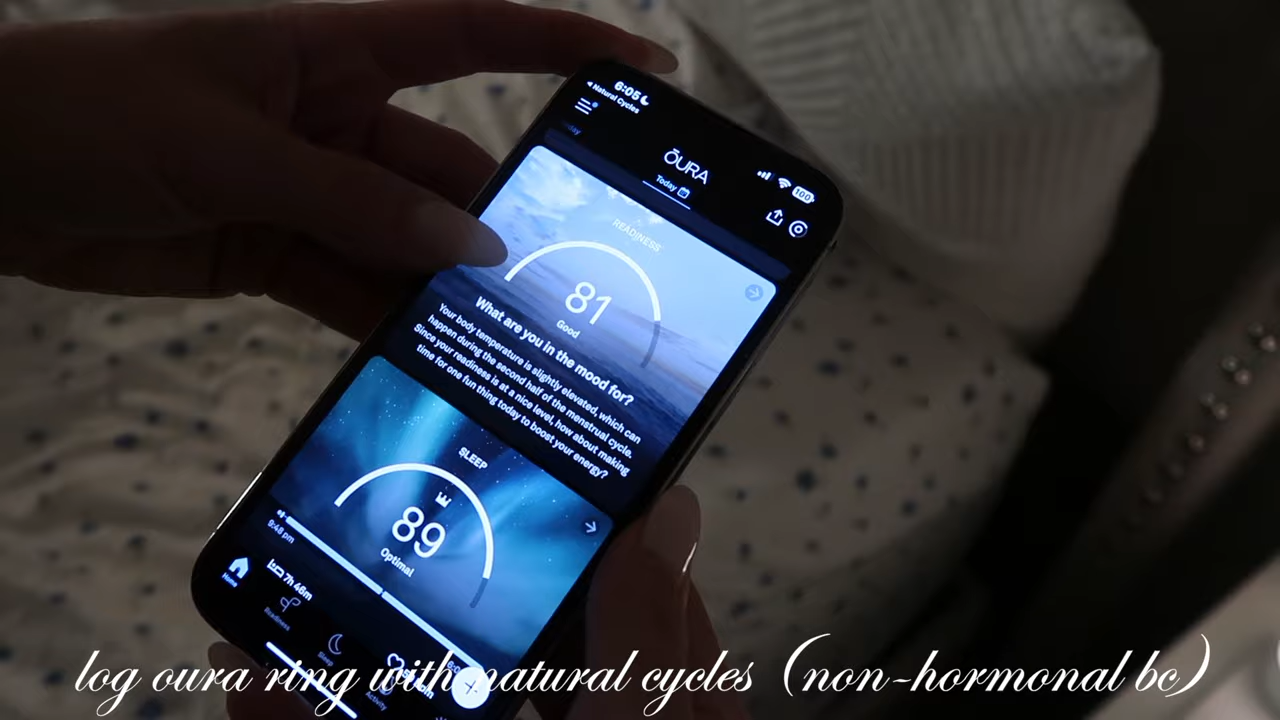 6:05
Natural Cycles
100
ŌURA
Today
READINESS
81
Good
What are you in the mood for?
Your body temperature is slightly elevated, which can
happen during the second half of the menstrual cycle.
Since your readiness is at a nice level, how about making
time for one fun thing today to boost your energy?
SLEEP
89
Optimal
9:48 pm
7h 46m
Home
Readiness
Sleep
Activity
log oura ring with natural cycles (non-hormonal bc)